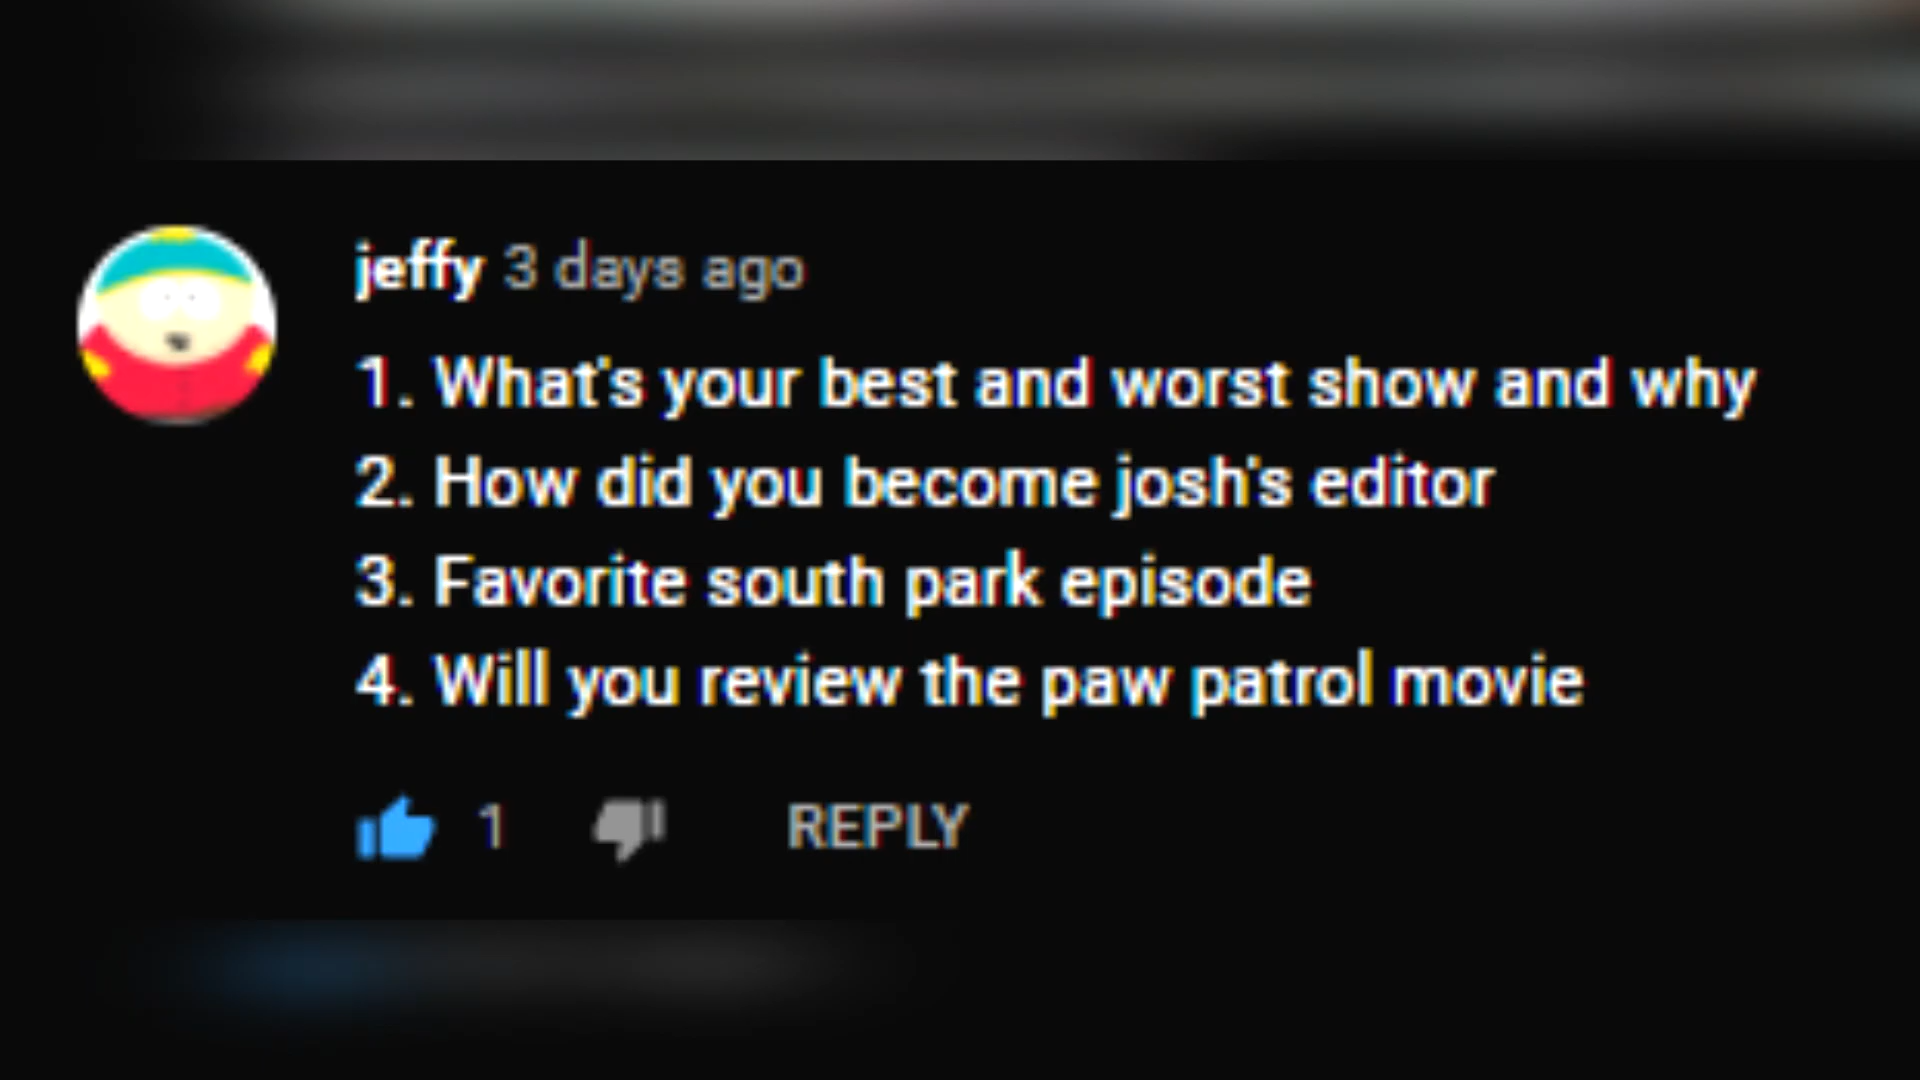 jeffy 3 days ago
1. What's your best and worst show and why
2. How did you become josh's editor
3. Favorite south park episode
4. Will you review the paw patrol movie
1 REPLY